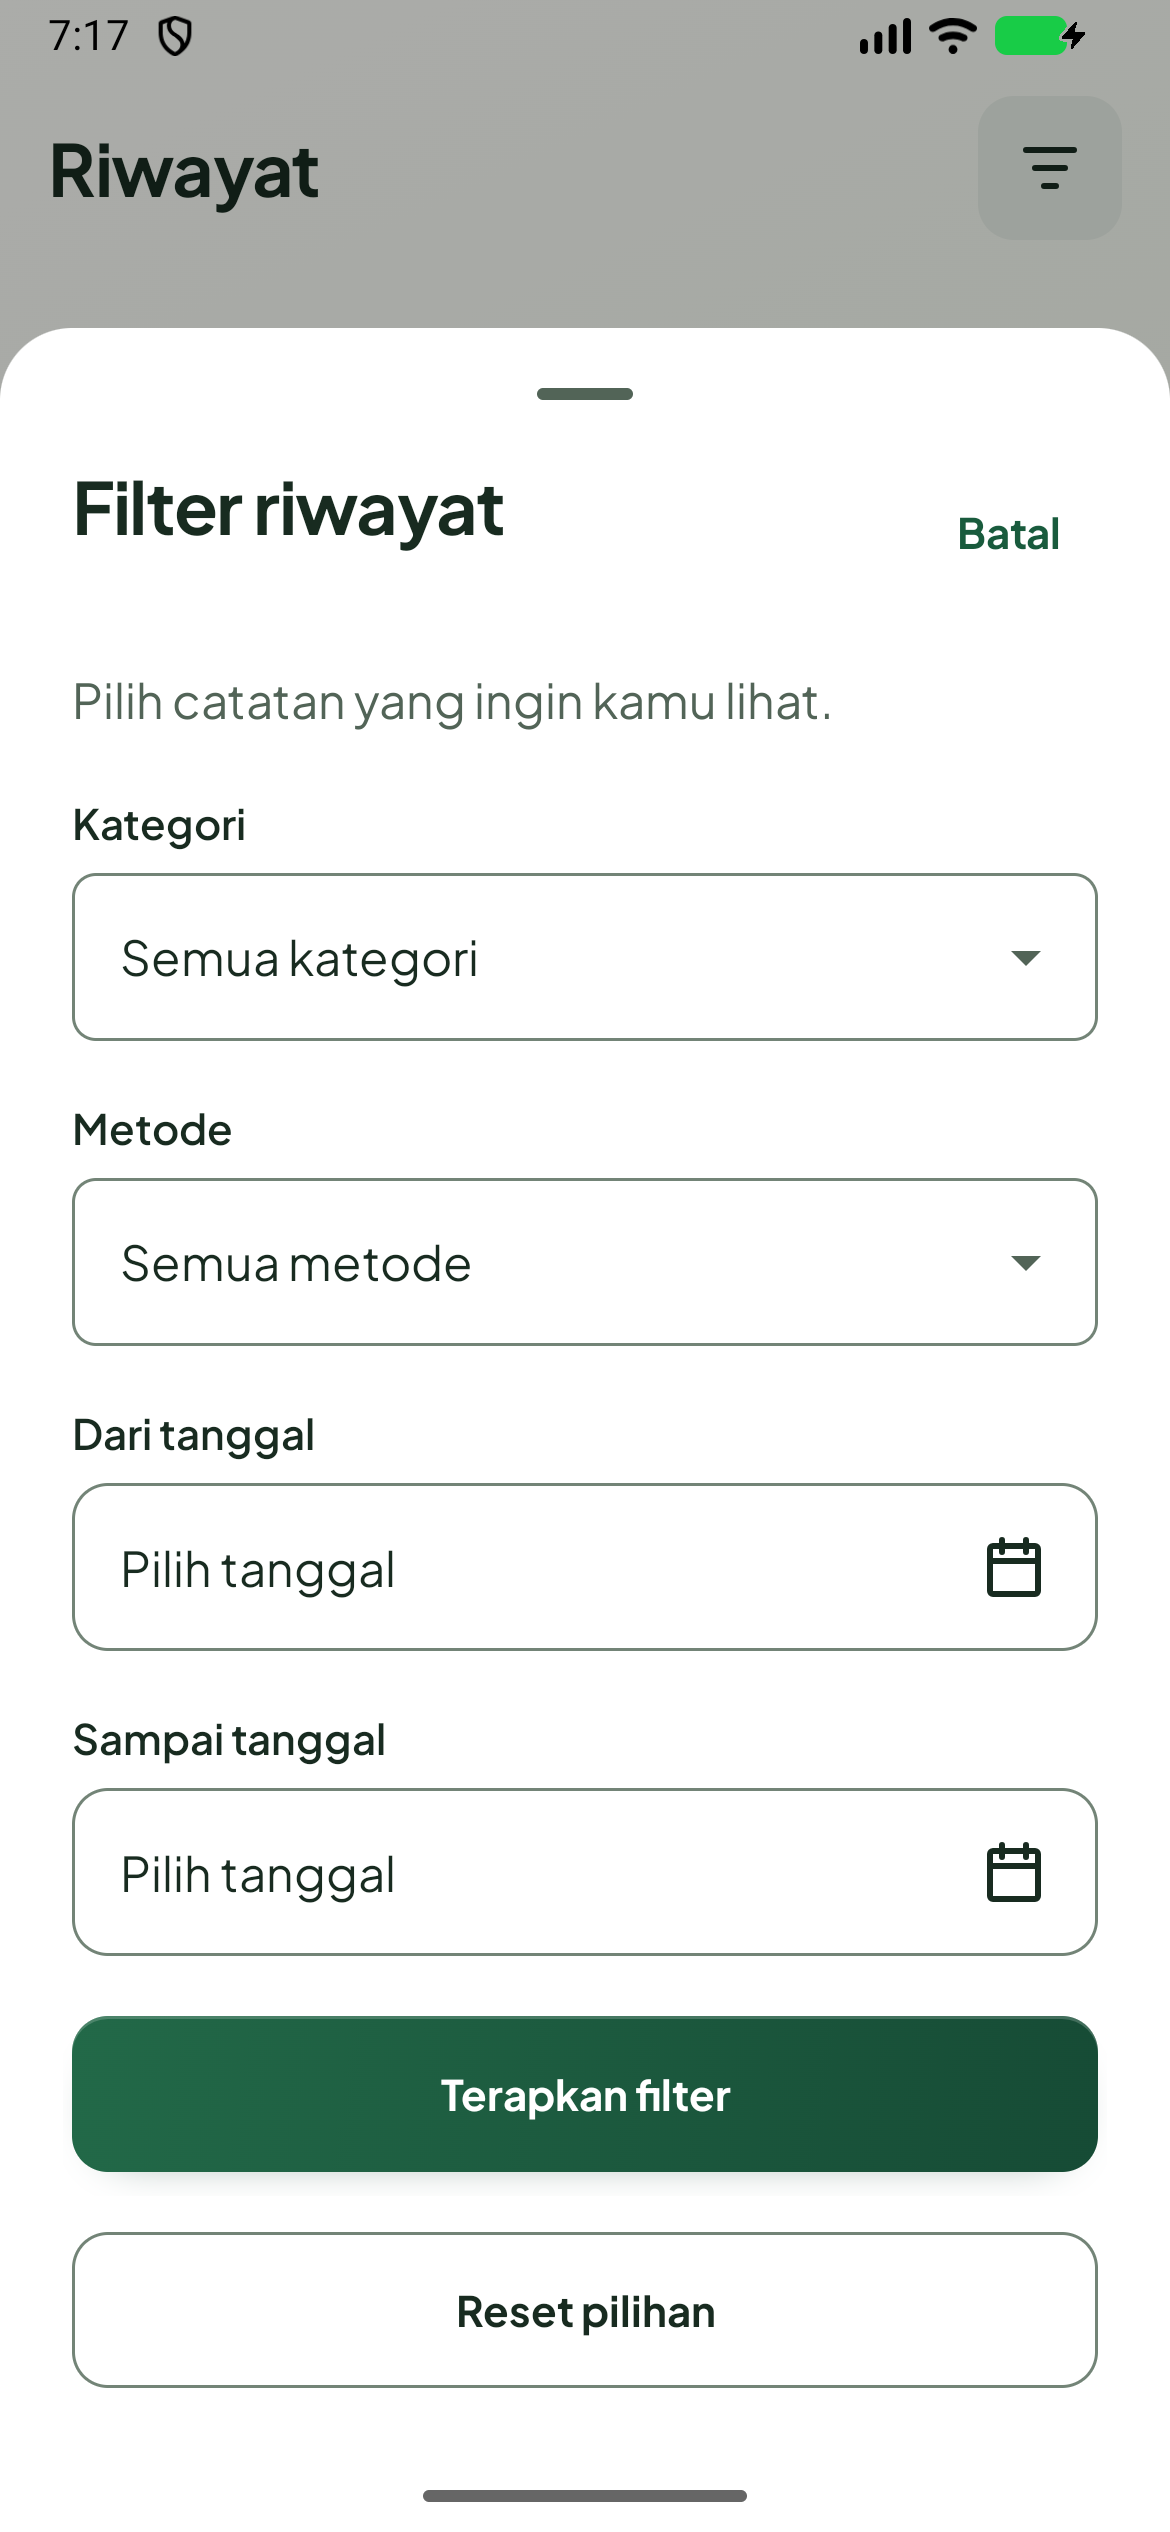 7:17
Riwayat
Filter riwayat
Batal
Pilih catatan yang ingin kamu lihat.
Kategori
Semua kategori
Metode
Semua metode
Dari tanggal
Pilih tanggal
Sampai tanggal
Pilih tanggal
Terapkan filter
Reset pilihan